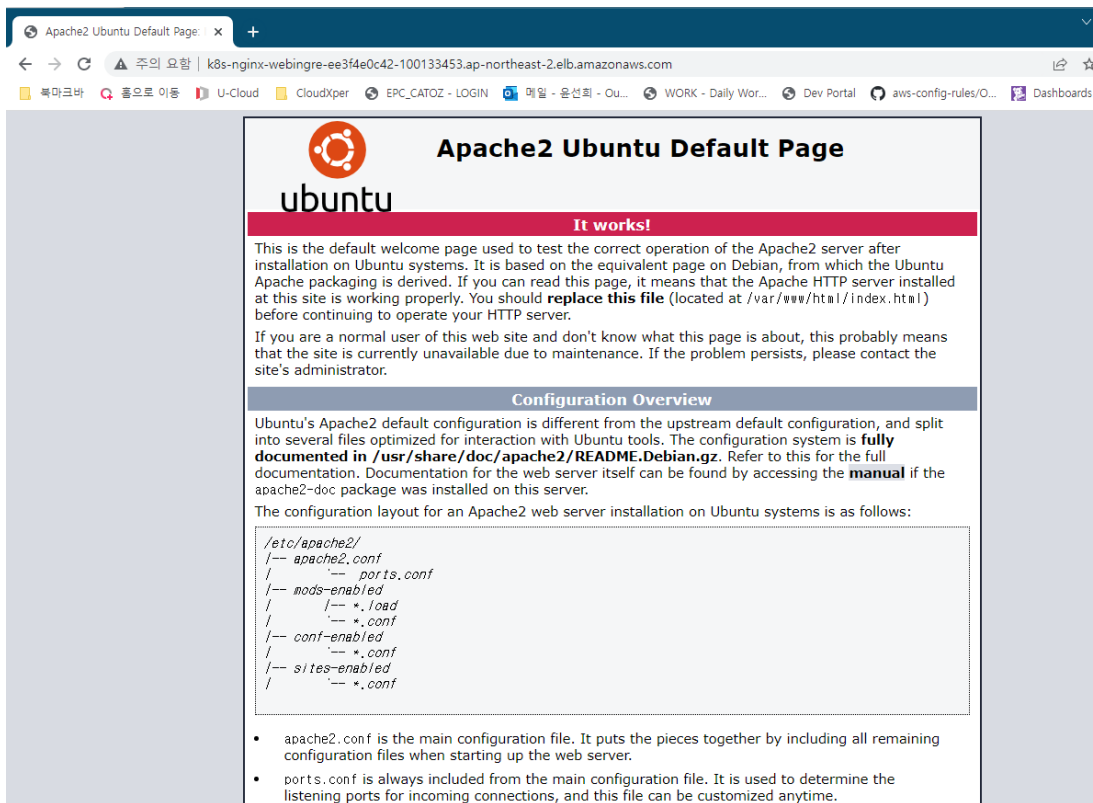 Apache2 Ubuntu Default Page:
주의 요함 | k8s-nginx-webingre-ee3f4e0c42-100133453.ap-northeast-2.elb.amazonaws.com
북마크바 홈으로 이동 U-Cloud CloudXper EPC_CATOZ - LOGIN 메일 - 윤선희 - Ou... WORK - Daily Wor... Dev Portal aws-config-rules/O... Dashboards
ubuntu
Apache2 Ubuntu Default Page
It works!
This is the default welcome page used to test the correct operation of the Apache2 server after
installation on Ubuntu systems. It is based on the equivalent page on Debian, from which the Ubuntu
Apache packaging is derived. If you can read this page, it means that the Apache HTTP server installed
at this site is working properly. You should replace this file (located at /var/www/html/index.html)
before continuing to operate your HTTP server.
If you are a normal user of this web site and don't know what this page is about, this probably means
that the site is currently unavailable due to maintenance. If the problem persists, please contact the
site's administrator.
Configuration Overview
Ubuntu's Apache2 default configuration is different from the upstream default configuration, and split
into several files optimized for interaction with Ubuntu tools. The configuration system is fully
documented in /usr/share/doc/apache2/README.Debian.gz. Refer to this for the full
documentation. Documentation for the web server itself can be found by accessing the manual if the
apache2-doc package was installed on this server.
The configuration layout for an Apache2 web server installation on Ubuntu systems is as follows:
/etc/apache2/
|-- apache2.conf
|       `--  ports.conf
|-- mods-enabled
|       |-- *.load
|       `-- *.conf
|-- conf-enabled
|       `-- *.conf
|-- sites-enabled
|       `-- *.conf
• apache2.conf is the main configuration file. It puts the pieces together by including all remaining
configuration files when starting up the web server.
• ports.conf is always included from the main configuration file. It is used to determine the
listening ports for incoming connections, and this file can be customized anytime.